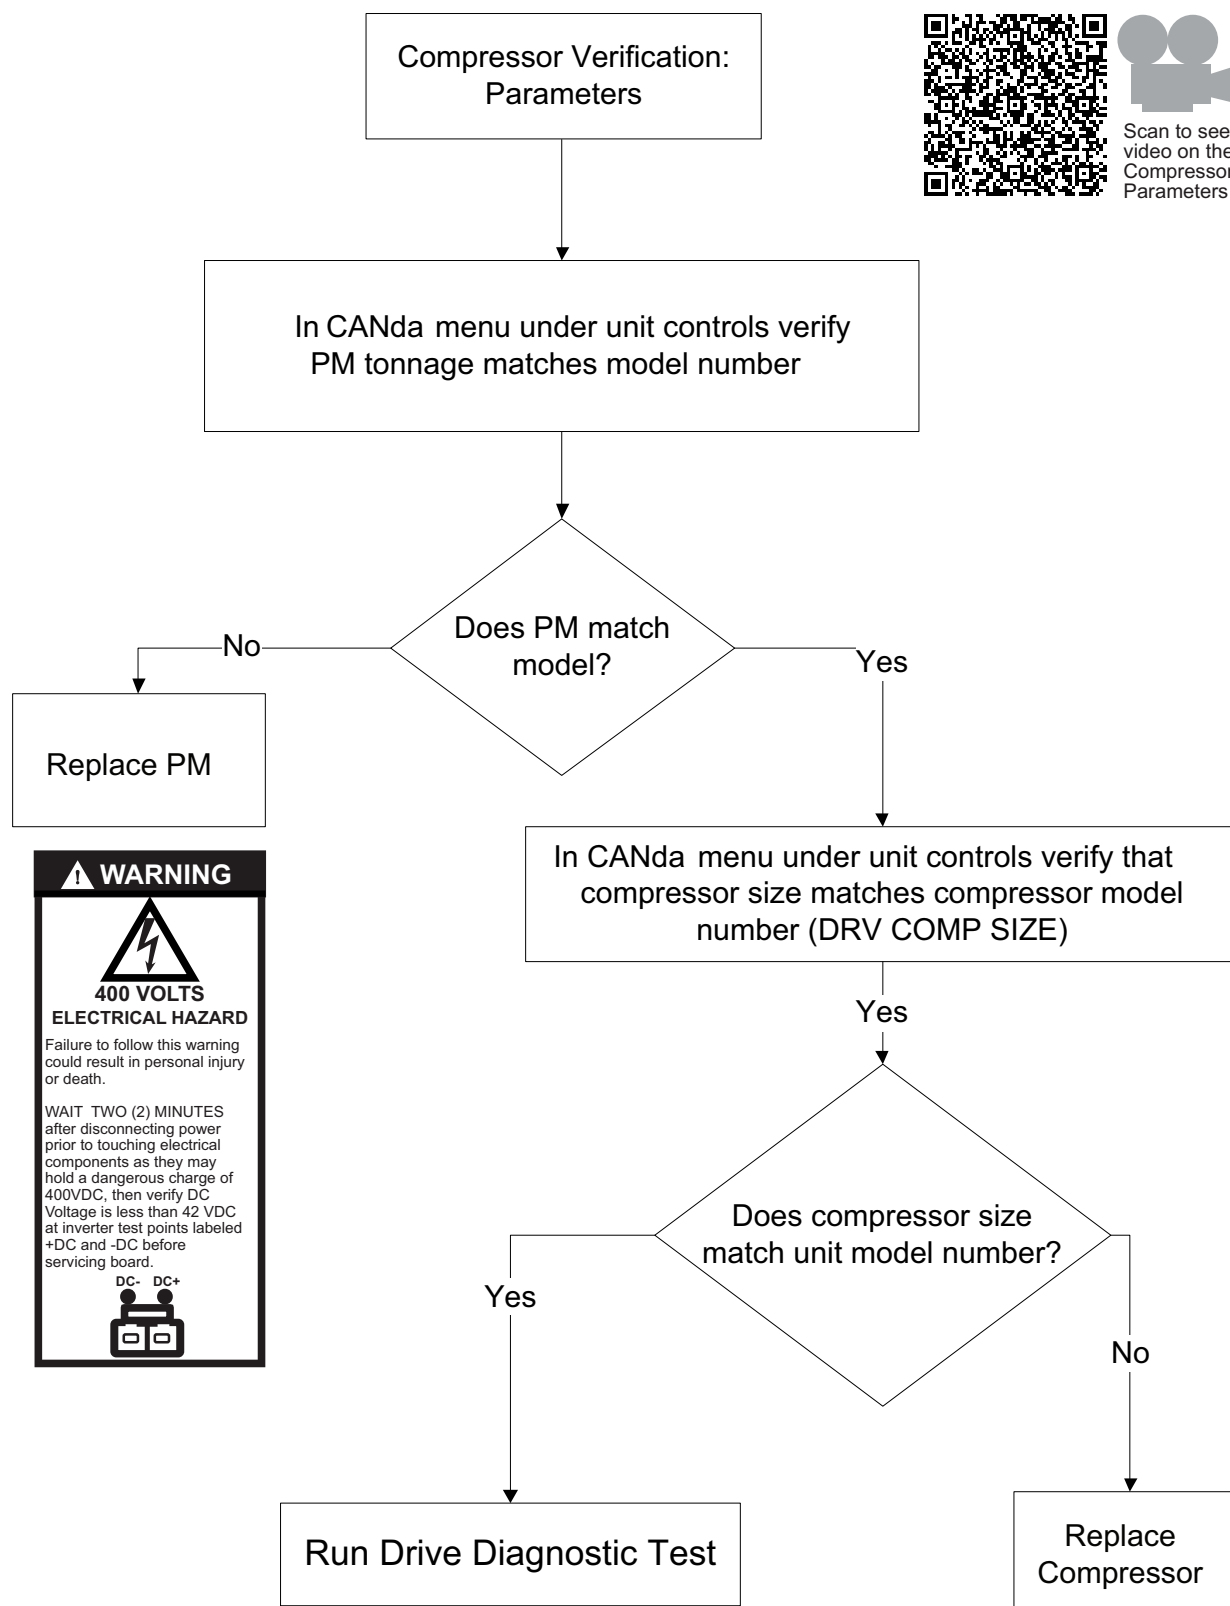 Compressor Verification:
Parameters
Scan to see
video on the
Compressor
Parameters
In CANda menu under unit controls verify
PM tonnage matches model number
Does PM match
model?
No
Yes
Replace PM
In CANda menu under unit controls verify that
compressor size matches compressor model
number (DRV COMP SIZE)
WARNING
400 VOLTS
ELECTRICAL HAZARD
Failure to follow this warning
could result in personal injury
or death.
WAIT TWO (2) MINUTES
after disconnecting power
prior to touching electrical
components as they may
hold a dangerous charge of
400VDC, then verify DC
Voltage is less than 42 VDC
at inverter test points labeled
+DC and -DC before
servicing board.
DC- DC+
Yes
Does compressor size
match unit model number?
Yes
No
Run Drive Diagnostic Test
Replace
Compressor